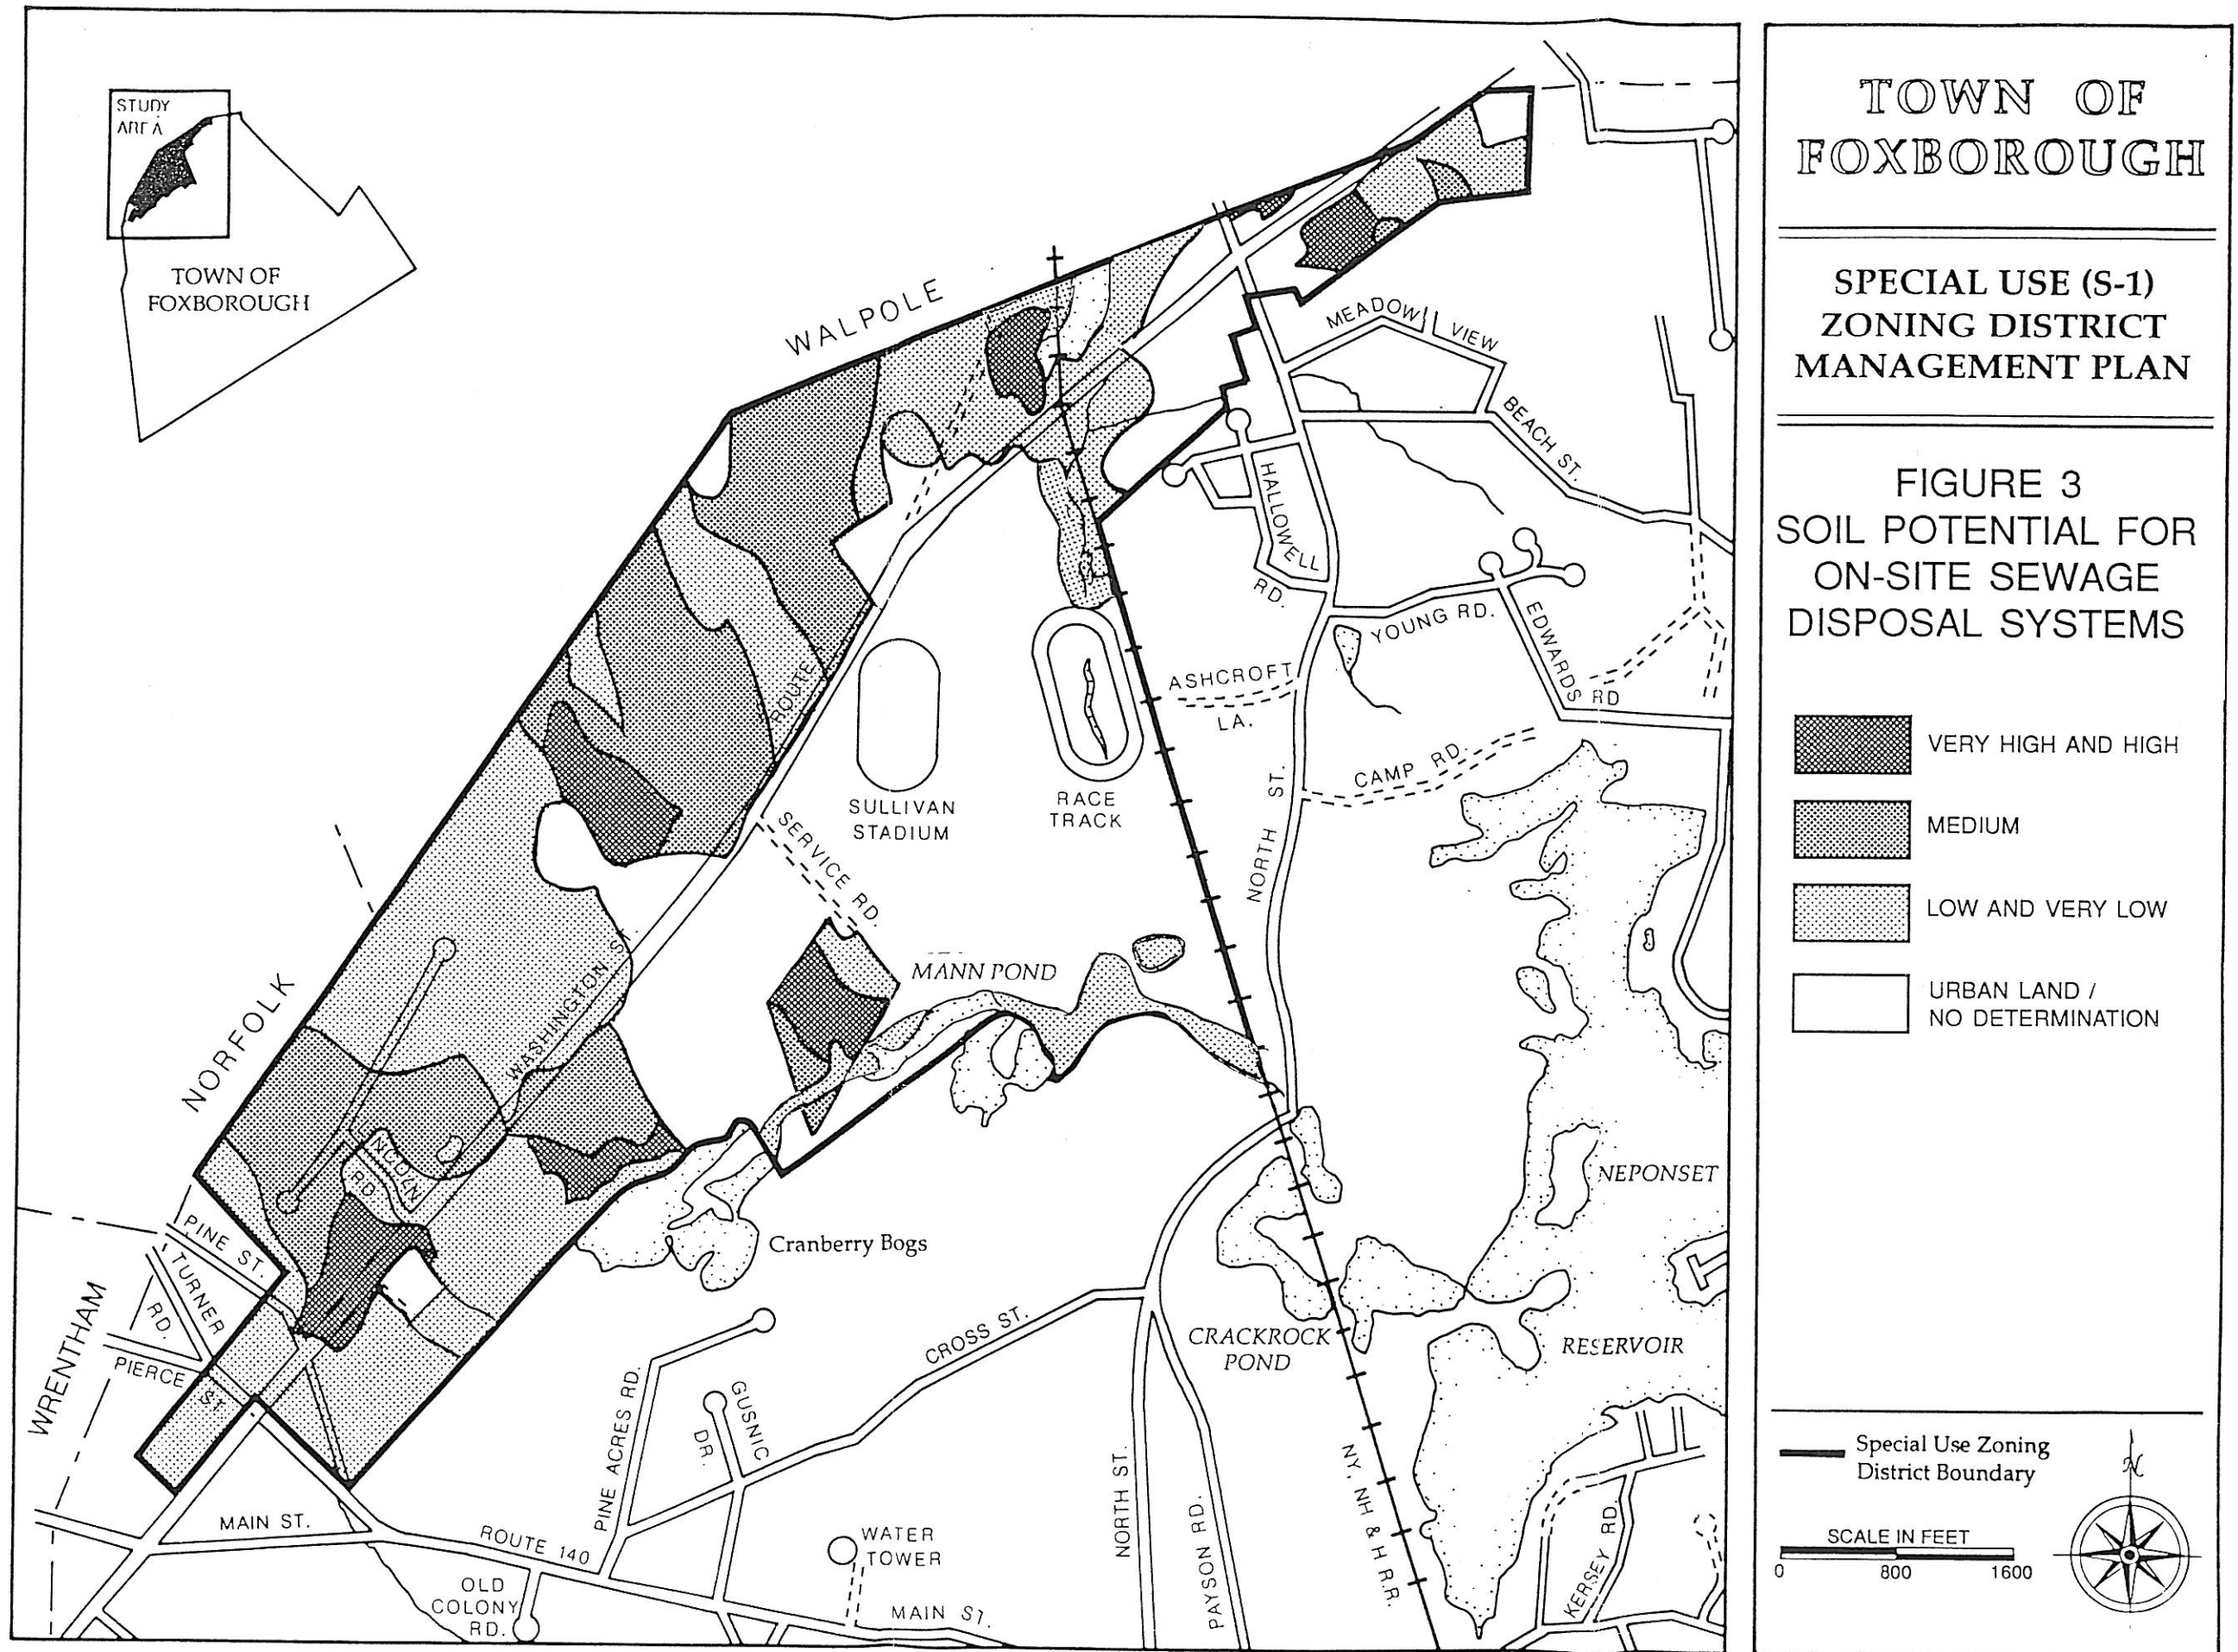 STUDY
AREA
TOWN OF
FOXBOROUGH
WALPOLE
NORFOLK
WRENTHAM
MEADOW
VIEW
BEACH ST.
HALLOWELL
RD.
YOUNG RD.
EDWARDS RD
ASHCROFT
LA.
CAMP RD.
NORTH ST.
ROUTE 1
SULLIVAN
STADIUM
RACE
TRACK
SERVICE RD.
WASHINGTON ST.
MANN POND
Cranberry Bogs
RD
PINE ST.
TURNER
RD.
PIERCE ST
MAIN ST.
ROUTE 140
OLD
COLONY
RD.
PINE ACRES RD.
GUSNIC
DR.
CROSS ST.
WATER
TOWER
MAIN ST.
NORTH ST.
PAYSON RD.
CRACKROCK
POND
NEPONSET
RESERVOIR
NY, NH & H R.R.
KERSEY RD.
TOWN OF
FOXBOROUGH
SPECIAL USE (S-1)
ZONING DISTRICT
MANAGEMENT PLAN
FIGURE 3
SOIL POTENTIAL FOR
ON-SITE SEWAGE
DISPOSAL SYSTEMS
VERY HIGH AND HIGH
MEDIUM
LOW AND VERY LOW
URBAN LAND /
NO DETERMINATION
Special Use Zoning
District Boundary
N
SCALE IN FEET
0 800 1600